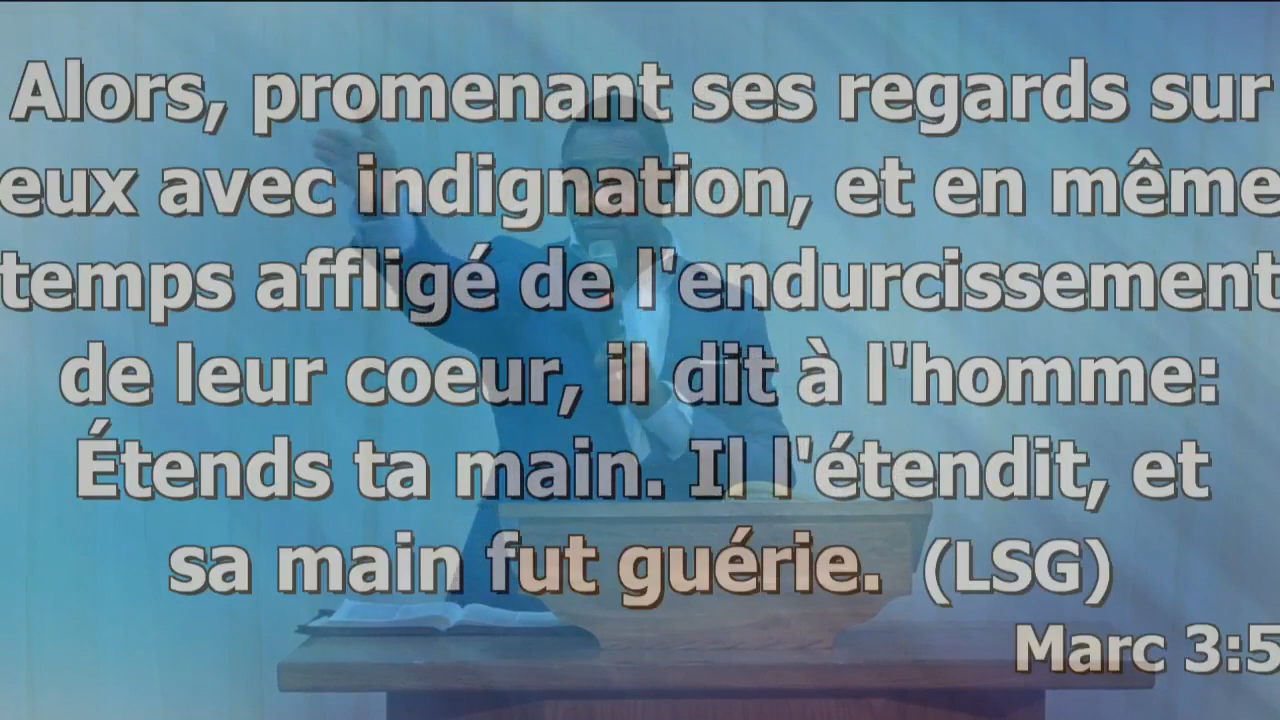 Alors, promenant ses regards sur
eux avec indignation, et en même
temps affligé de l'endurcissement
de leur coeur, il dit à l'homme:
Étends ta main. Il l'étendit, et
sa main fut guérie. (LSG)
Marc 3:5